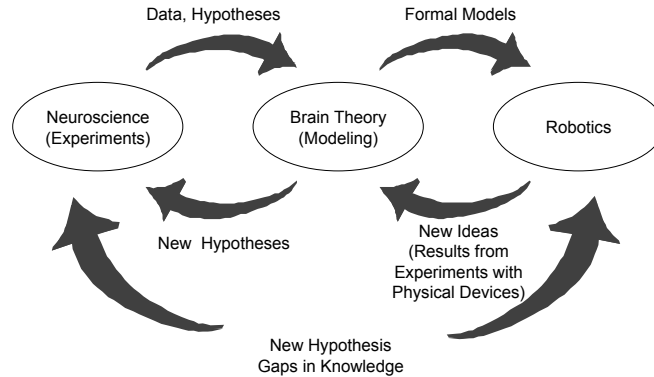 Data, Hypotheses
Formal Models
Neuroscience
(Experiments)
Brain Theory
(Modeling)
Robotics
New Hypotheses
New Ideas
(Results from
Experiments with
Physical Devices)
New Hypothesis
Gaps in Knowledge